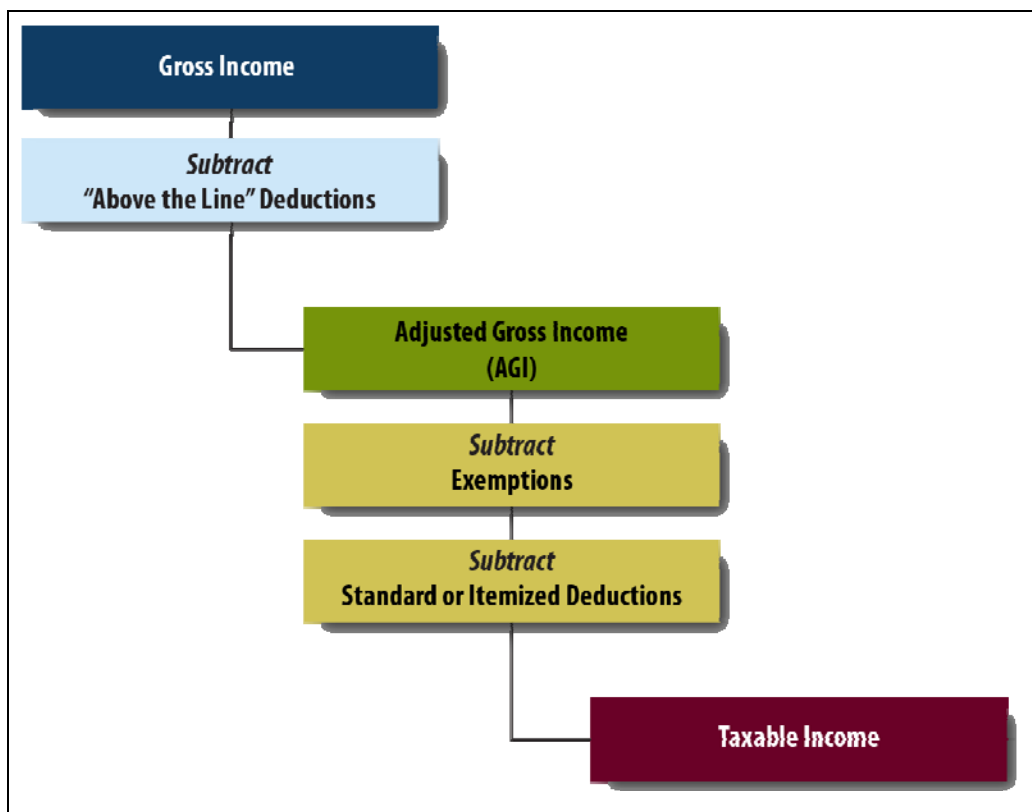 Gross Income
Subtract
“Above the Line” Deductions
Adjusted Gross Income
(AGI)
Subtract
Exemptions
Subtract
Standard or Itemized Deductions
Taxable Income